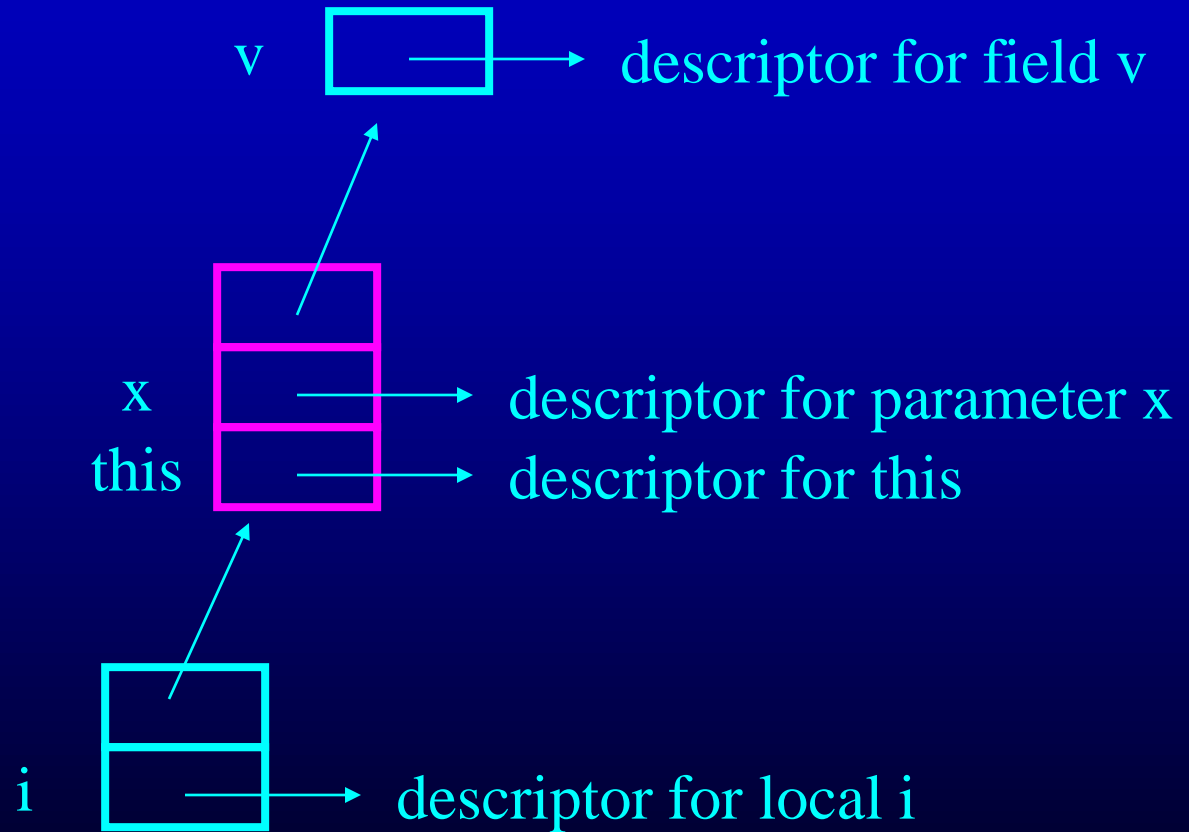 v descriptor for field v
x descriptor for parameter x
this descriptor for this
i descriptor for local i